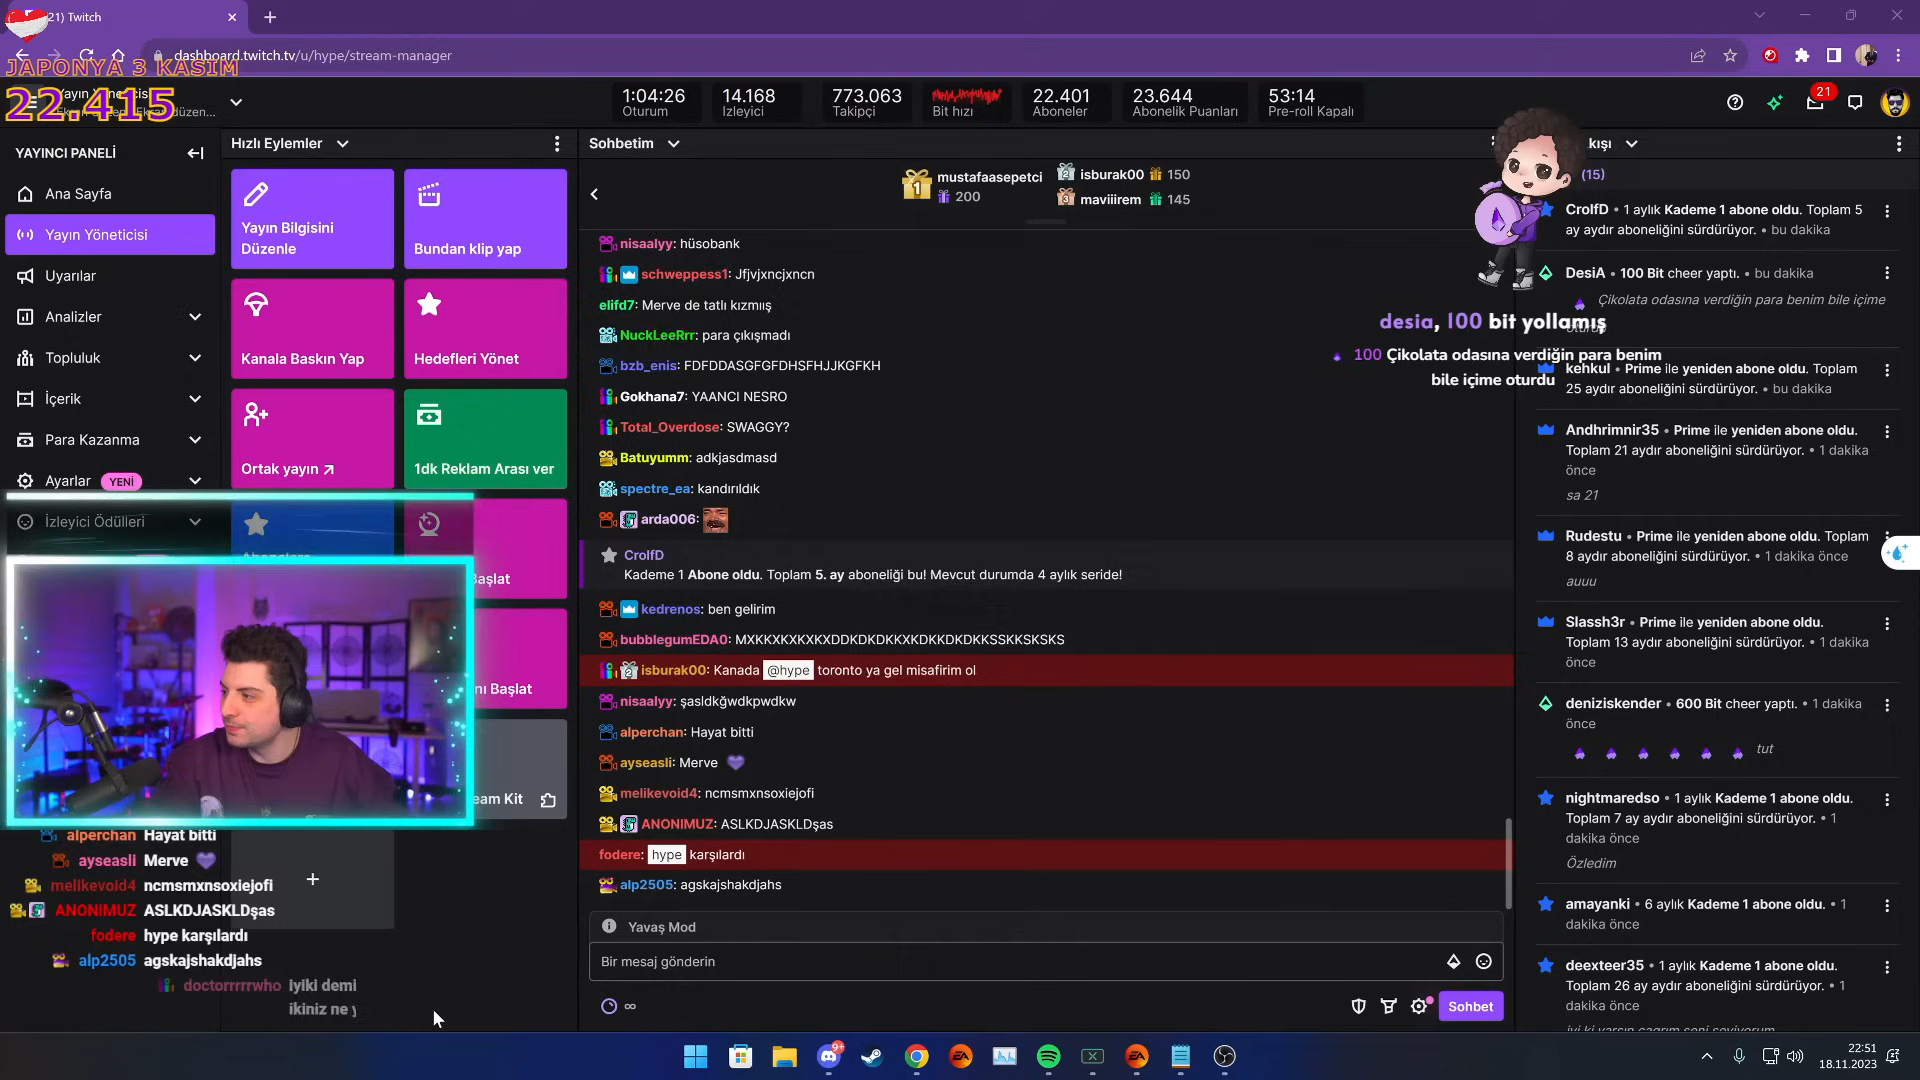 21) Twitch
dashboard.twitch.tv/u/hype/stream-manager
JAPONYA 3 KASIM
22.415
Yayın Yöneticisi
1:04:26
Oturum
14.168
İzleyici
773.063
Takipçi
Bit hızı
22.401
Aboneler
23.644
Abonelik Puanları
53:14
Pre-roll Kapalı
21
YAYINCI PANELİ
Ana Sayfa
Yayın Yöneticisi
Uyarılar
Analizler
Topluluk
İçerik
Para Kazanma
Ayarlar YENİ
İzleyici Ödülleri
Hızlı Eylemler
Yayın Bilgisini
Düzenle
Bundan klip yap
Kanala Baskın Yap
Hedefleri Yönet
Ortak yayın
1dk Reklam Arası ver
Sohbetim
1 mustafaasepetci
200
2 isburak00 150
3 maviiirem 145
nisaalyy: hüsobank
schweppess1: Jfjvjxncjxncn
elifd7: Merve de tatlı kızmıış
NuckLeeRrr: para çıkışmadı
bzb_enis: FDFDDASGFGFDHSFHJJKGFKH
Gokhana7: YAANCI NESRO
Total_Overdose: SWAGGY?
Batuyumm: adkjasdmasd
spectre_ea: kandırıldık
arda006:
CrolfD
Kademe 1 Abone oldu. Toplam 5. ay aboneliği bu! Mevcut durumda 4 aylık seride!
kedrenos: ben gelirim
bubblegumEDA0: MXKKXKXKXKXDDKDKDKKXKDKKDKDKKSSKKSKSKS
isburak00: Kanada @hype toronto ya gel misafirim ol
nisaalyy: şasldkğwdkpwdkw
alperchan: Hayat bitti
ayseasli: Merve
melikevoid4: ncmsmxnsoxiejofi
ANONIMUZ: ASLKDJASKLDşas
fodere: hype karşılardı
alp2505: agskajshakdjahs
Yavaş Mod
Bir mesaj gönderin
Sohbet
(15)
CrolfD • 1 aylık Kademe 1 abone oldu. Toplam 5
ay aydır aboneliğini sürdürüyor. • bu dakika
DesiA • 100 Bit cheer yaptı. • bu dakika
Çikolata odasına verdiğin para benim bile içime
desia, 100 bit yollamış
100 Çikolata odasına verdiğin para benim
bile içime oturdu
kehkul • Prime ile yeniden abone oldu. Toplam
25 aydır aboneliğini sürdürüyor. • bu dakika
Andhrimnir35 • Prime ile yeniden abone oldu.
Toplam 21 aydır aboneliğini sürdürüyor. • 1 dakika
önce
sa 21
Rudestu • Prime ile yeniden abone oldu. Toplam
8 aydır aboneliğini sürdürüyor. • 1 dakika önce
auuu
Slassh3r • Prime ile yeniden abone oldu.
Toplam 13 aydır aboneliğini sürdürüyor. • 1 dakika
önce
deniziskender • 600 Bit cheer yaptı. • 1 dakika
önce
tut
nightmaredso • 1 aylık Kademe 1 abone oldu.
Toplam 7 ay aydır aboneliğini sürdürüyor. • 1
dakika önce
Özledim
amayanki • 6 aylık Kademe 1 abone oldu. • 1
dakika önce
deexteer35 • 1 aylık Kademe 1 abone oldu.
Toplam 26 ay aydır aboneliğini sürdürüyor. • 1
dakika önce
alperchan Hayat bitti
ayseasli Merve
melikevoid4 ncmsmxnsoxiejofi
ANONIMUZ ASLKDJASKLDşas
fodere hype karşılardı
alp2505 agskajshakdjahs
doctorrrrrwho iyiki demi
ikiniz ne
9+
22:51
18.11.2023